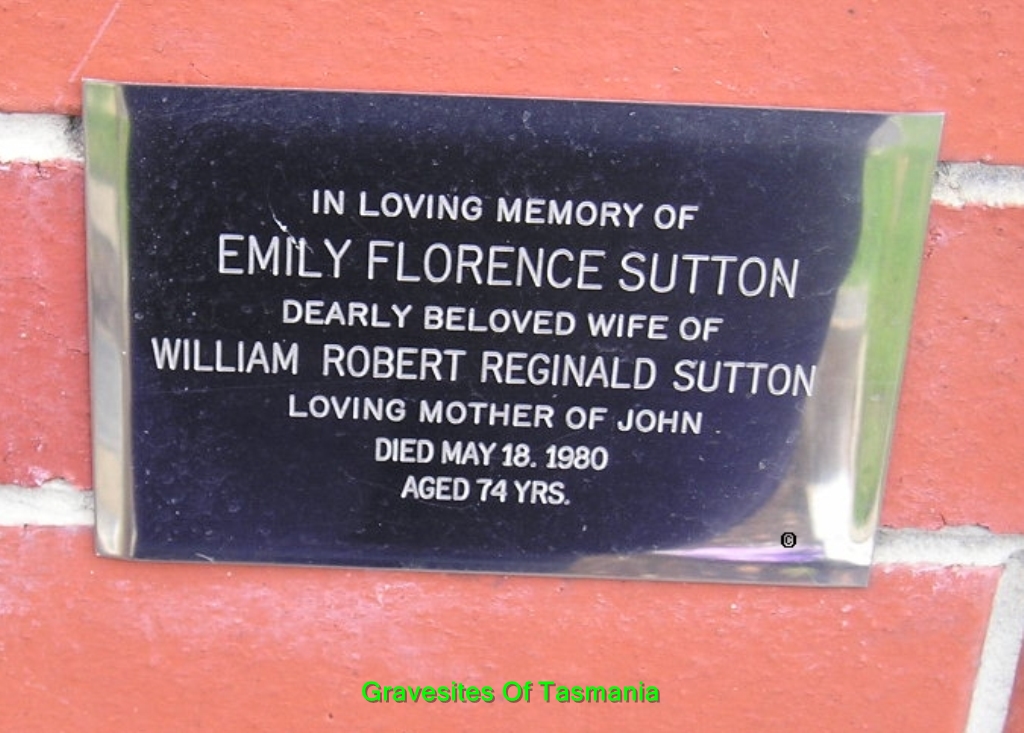 IN LOVING MEMORY OF
EMILY FLORENCE SUTTON
DEARLY BELOVED WIFE OF
WILLIAM ROBERT REGINALD SUTTON
LOVING MOTHER OF JOHN
DIED MAY 18. 1980
AGED 74 YRS.
©
Gravesites Of Tasmania